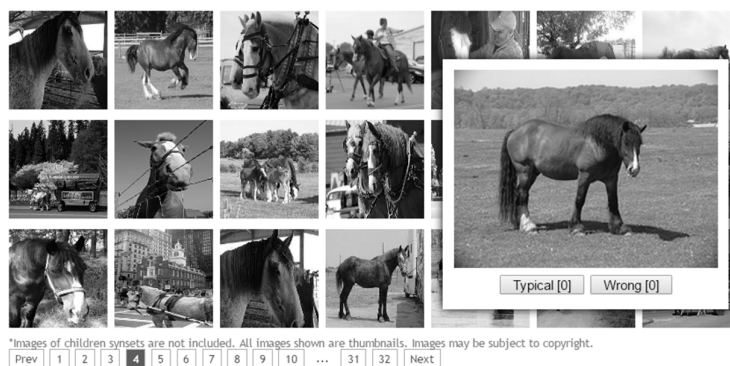 Typical [0] Wrong [0]
*Images of children synsets are not included. All images shown are thumbnails. Images may be subject to copyright.
Prev 1 2 3 4 5 6 7 8 9 10 ... 31 32 Next